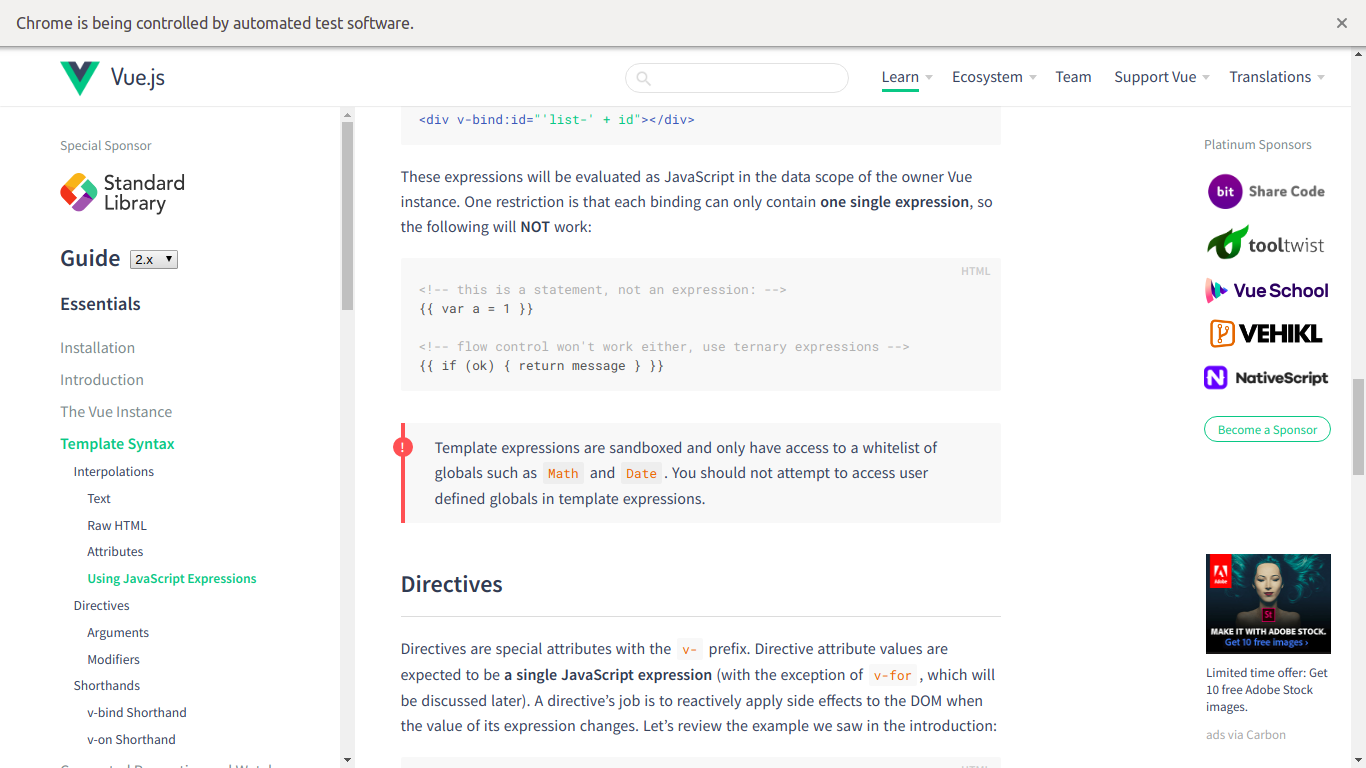 Chrome is being controlled by automated test software.
Vue.js
Learn
Ecosystem
Team
Support Vue
Translations
Special Sponsor
Standard
Library
Guide
2.x
Essentials
Installation
Introduction
The Vue Instance
Template Syntax
Interpolations
Text
Raw HTML
Attributes
Using JavaScript Expressions
Directives
Arguments
Modifiers
Shorthands
v-bind Shorthand
v-on Shorthand
<div v-bind:id="'list-' + id"></div>
These expressions will be evaluated as JavaScript in the data scope of the owner Vue
instance. One restriction is that each binding can only contain one single expression, so
the following will NOT work:
HTML
<!-- this is a statement, not an expression: -->
{{ var a = 1 }}
<!-- flow control won't work either, use ternary expressions -->
{{ if (ok) { return message } }}
!
Template expressions are sandboxed and only have access to a whitelist of
globals such as Math and Date. You should not attempt to access user
defined globals in template expressions.
Directives
Directives are special attributes with the v- prefix. Directive attribute values are
expected to be a single JavaScript expression (with the exception of v-for, which will
be discussed later). A directive’s job is to reactively apply side effects to the DOM when
the value of its expression changes. Let’s review the example we saw in the introduction:
Platinum Sponsors
bit Share Code
tooltwist
Vue School
VEHIKL
NativeScript
Become a Sponsor
Adobe
St
MAKE IT WITH ADOBE STOCK.
Get 10 free images ›
Limited time offer: Get
10 free Adobe Stock
images.
ads via Carbon